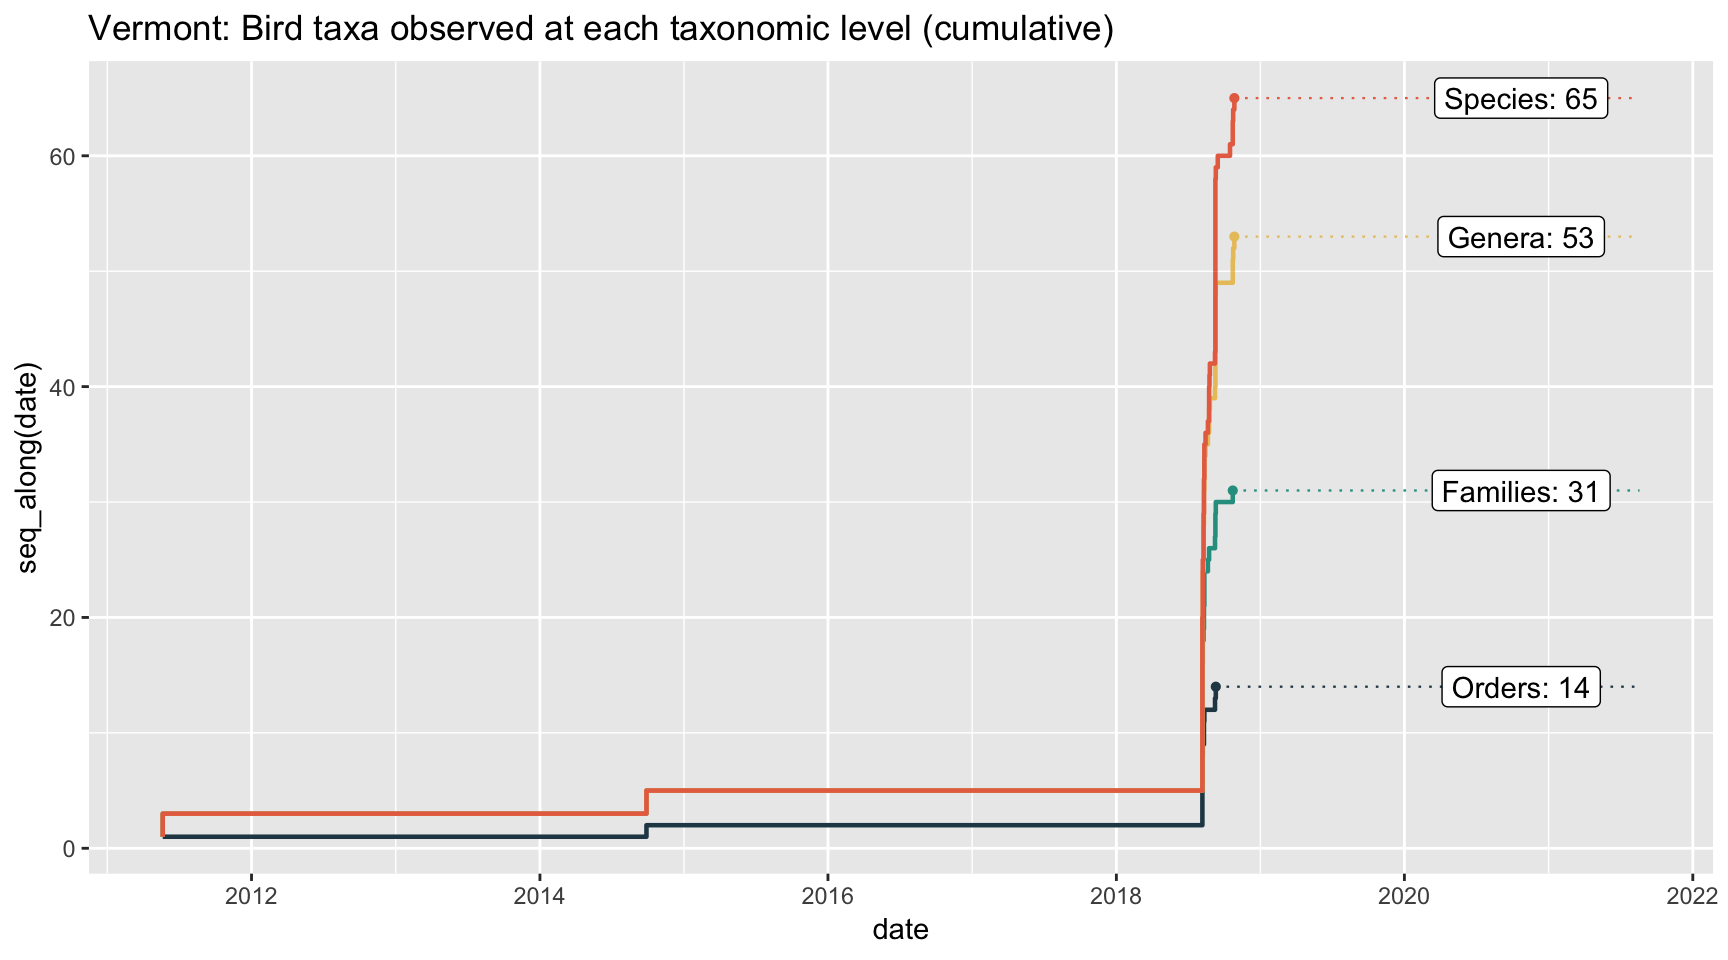 Vermont: Bird taxa observed at each taxonomic level (cumulative)
Species: 65
60
Genera: 53
seq_along(date)
40
Families: 31
20
Orders: 14
0
2012 2014 2016 2018 2020 2022
date